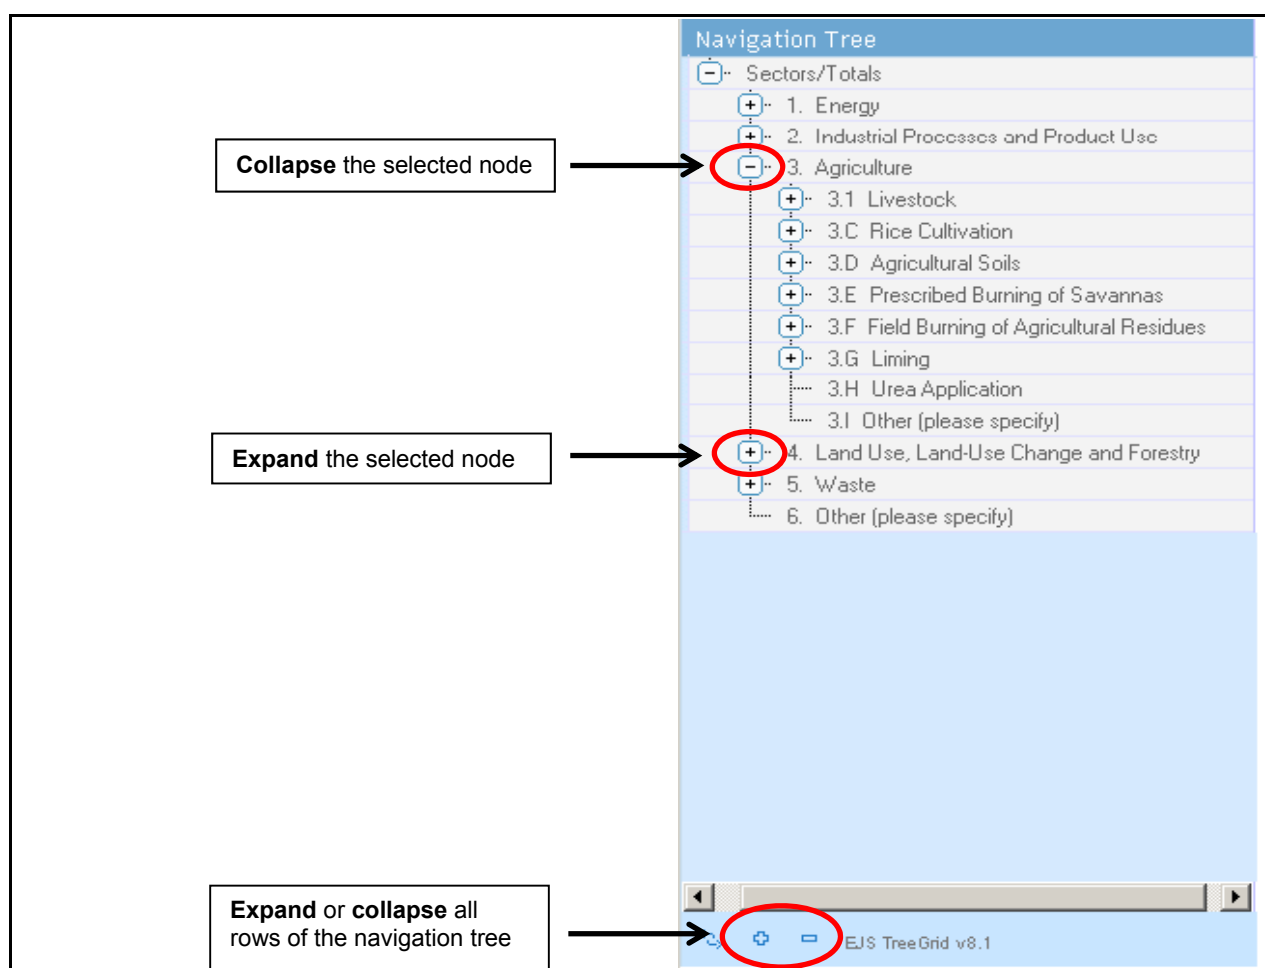 Navigation Tree
Sectors/Totals
1. Energy
2. Industrial Processes and Product Use
Collapse the selected node
3. Agriculture
3.1 Livestock
3.C Rice Cultivation
3.D Agricultural Soils
3.E Prescribed Burning of Savannas
3.F Field Burning of Agricultural Residues
3.G Liming
3.H Urea Application
3.I Other (please specify)
Expand the selected node
4. Land Use, Land-Use Change and Forestry
5. Waste
6. Other (please specify)
Expand or collapse all
rows of the navigation tree
EJS TreeGrid v8.1